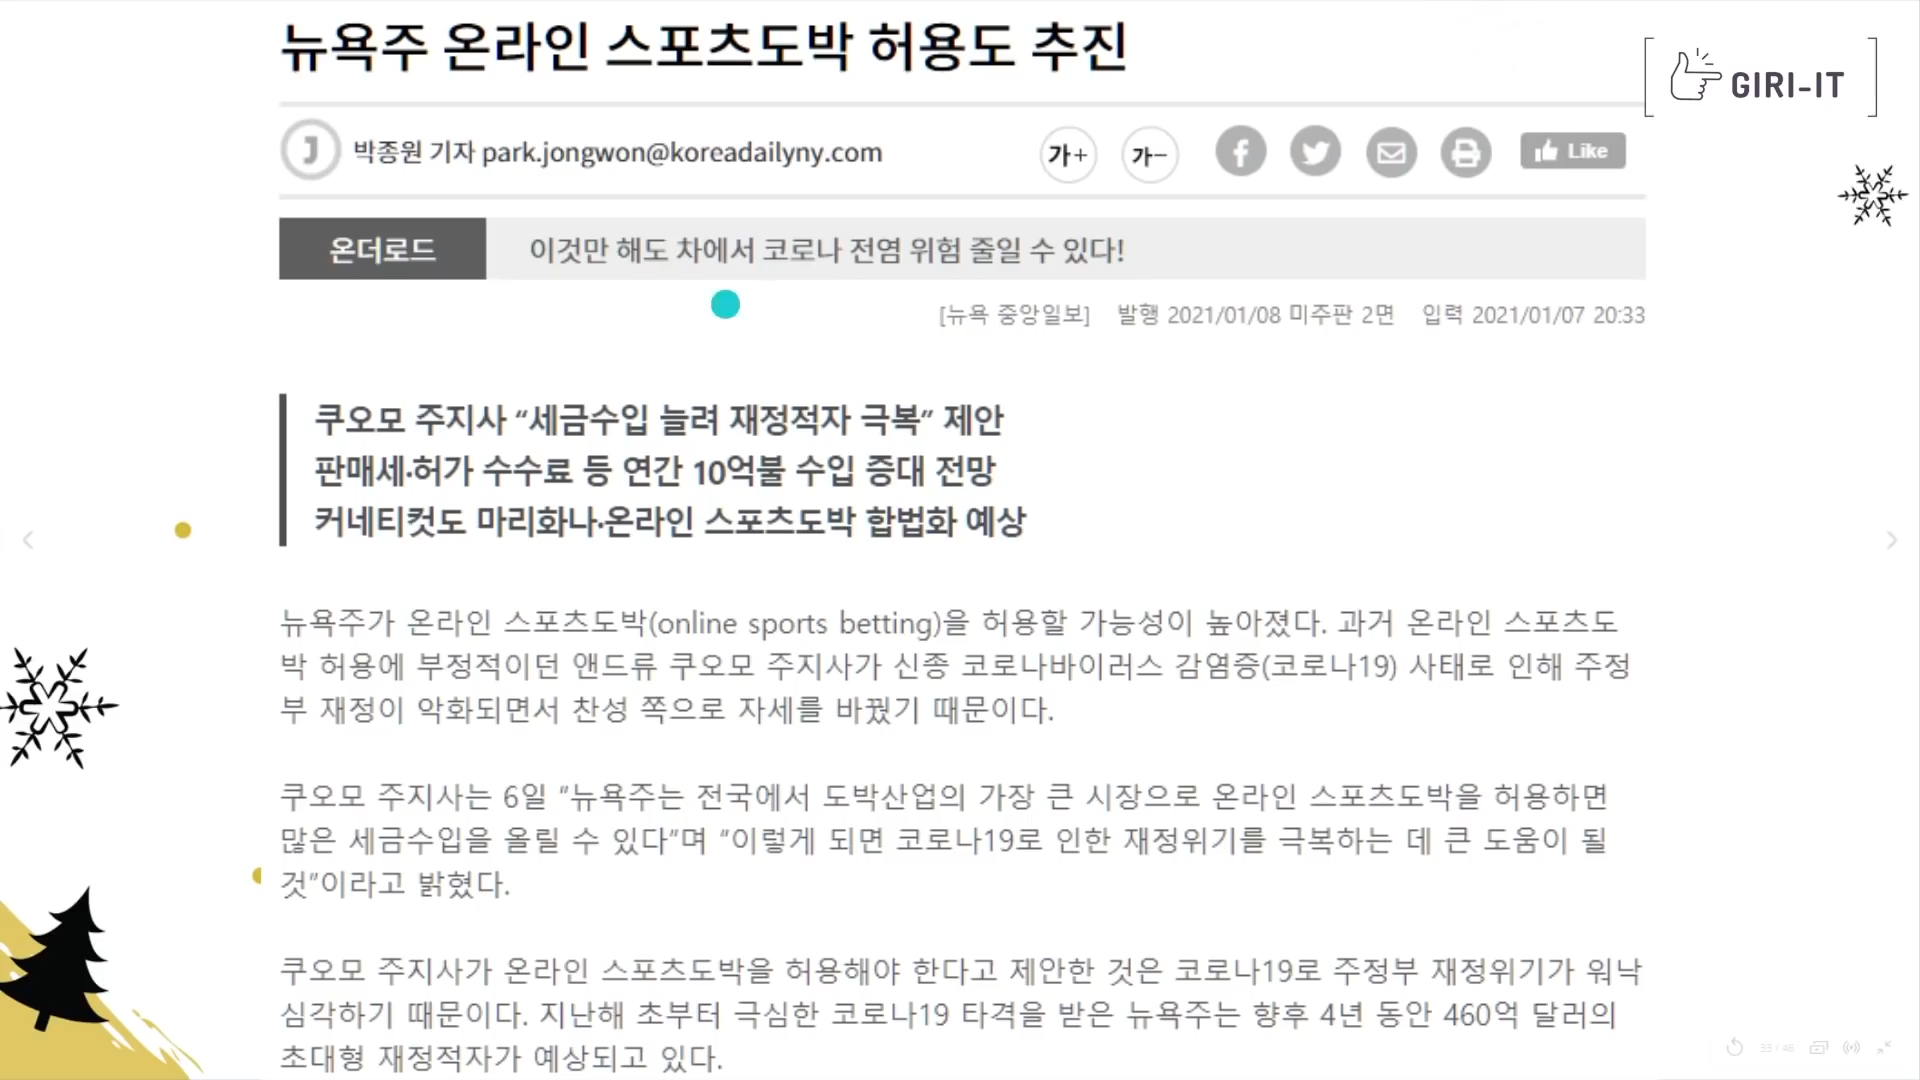 뉴욕주 온라인 스포츠도박 허용도 추진
GIRI-IT
J 박종원 기자 park.jongwon@koreadailyny.com 가+ 가- Like
온더로드 이것만 해도 차에서 코로나 전염 위험 줄일 수 있다!
[뉴욕 중앙일보] 발행 2021/01/08 미주판 2면 입력 2021/01/07 20:33
쿠오모 주지사 “세금수입 늘려 재정적자 극복” 제안
판매세·허가 수수료 등 연간 10억불 수입 증대 전망
커네티컷도 마리화나·온라인 스포츠도박 합법화 예상
뉴욕주가 온라인 스포츠도박(online sports betting)을 허용할 가능성이 높아졌다. 과거 온라인 스포츠도
박 허용에 부정적이던 앤드류 쿠오모 주지사가 신종 코로나바이러스 감염증(코로나19) 사태로 인해 주정
부 재정이 악화되면서 찬성 쪽으로 자세를 바꿨기 때문이다.
쿠오모 주지사는 6일 “뉴욕주는 전국에서 도박산업의 가장 큰 시장으로 온라인 스포츠도박을 허용하면
많은 세금수입을 올릴 수 있다”며 “이렇게 되면 코로나19로 인한 재정위기를 극복하는 데 큰 도움이 될
것”이라고 밝혔다.
쿠오모 주지사가 온라인 스포츠도박을 허용해야 한다고 제안한 것은 코로나19로 주정부 재정위기가 워낙
심각하기 때문이다. 지난해 초부터 극심한 코로나19 타격을 받은 뉴욕주는 향후 4년 동안 460억 달러의
초대형 재정적자가 예상되고 있다.